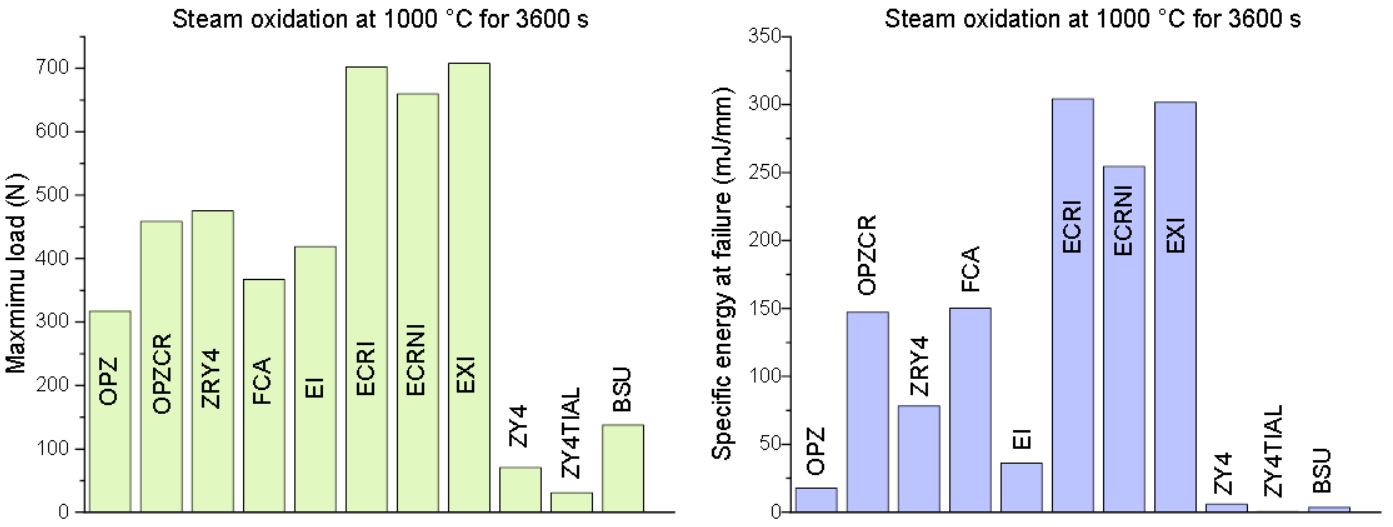 Steam oxidation at 1000 °C for 3600 s
Maxmimu load (N)
700
600
500
400
300
200
100
0
OPZ
OPZCR
ZRY4
FCA
EI
ECRI
ECRNI
EXI
ZY4
ZY4TIAL
BSU
Steam oxidation at 1000 °C for 3600 s
Specific energy at failure (mJ/mm)
350
300
250
200
150
100
50
0
OPZ
OPZCR
ZRY4
FCA
EI
ECRI
ECRNI
EXI
ZY4
ZY4TIAL
BSU